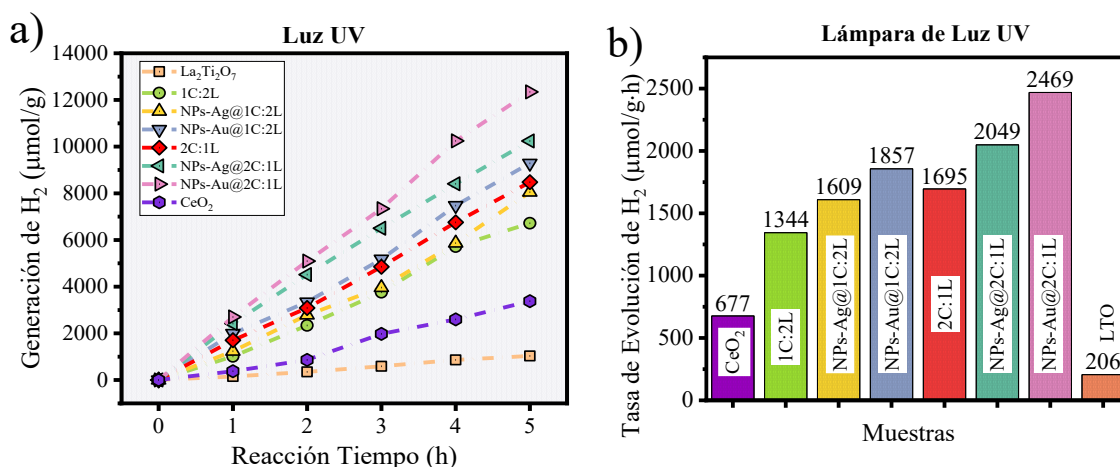 a)
Luz UV
Generación de H₂ (μmol/g)
14000
12000
10000
8000
6000
4000
2000
0
La₂Ti₂O₇
1C:2L
NPs-Ag@1C:2L
NPs-Au@1C:2L
2C:1L
NPs-Ag@2C:1L
NPs-Au@2C:1L
CeO₂
0 1 2 3 4 5
Reacción Tiempo (h)
b)
Lámpara de Luz UV
Tasa de Evolución de H₂ (μmol/g·h)
2500
2000
1500
1000
500
0
677
1344
1609
1857
1695
2049
2469
206
CeO₂
1C:2L
NPs-Ag@1C:2L
NPs-Au@1C:2L
2C:1L
NPs-Ag@2C:1L
NPs-Au@2C:1L
LTO
Muestras